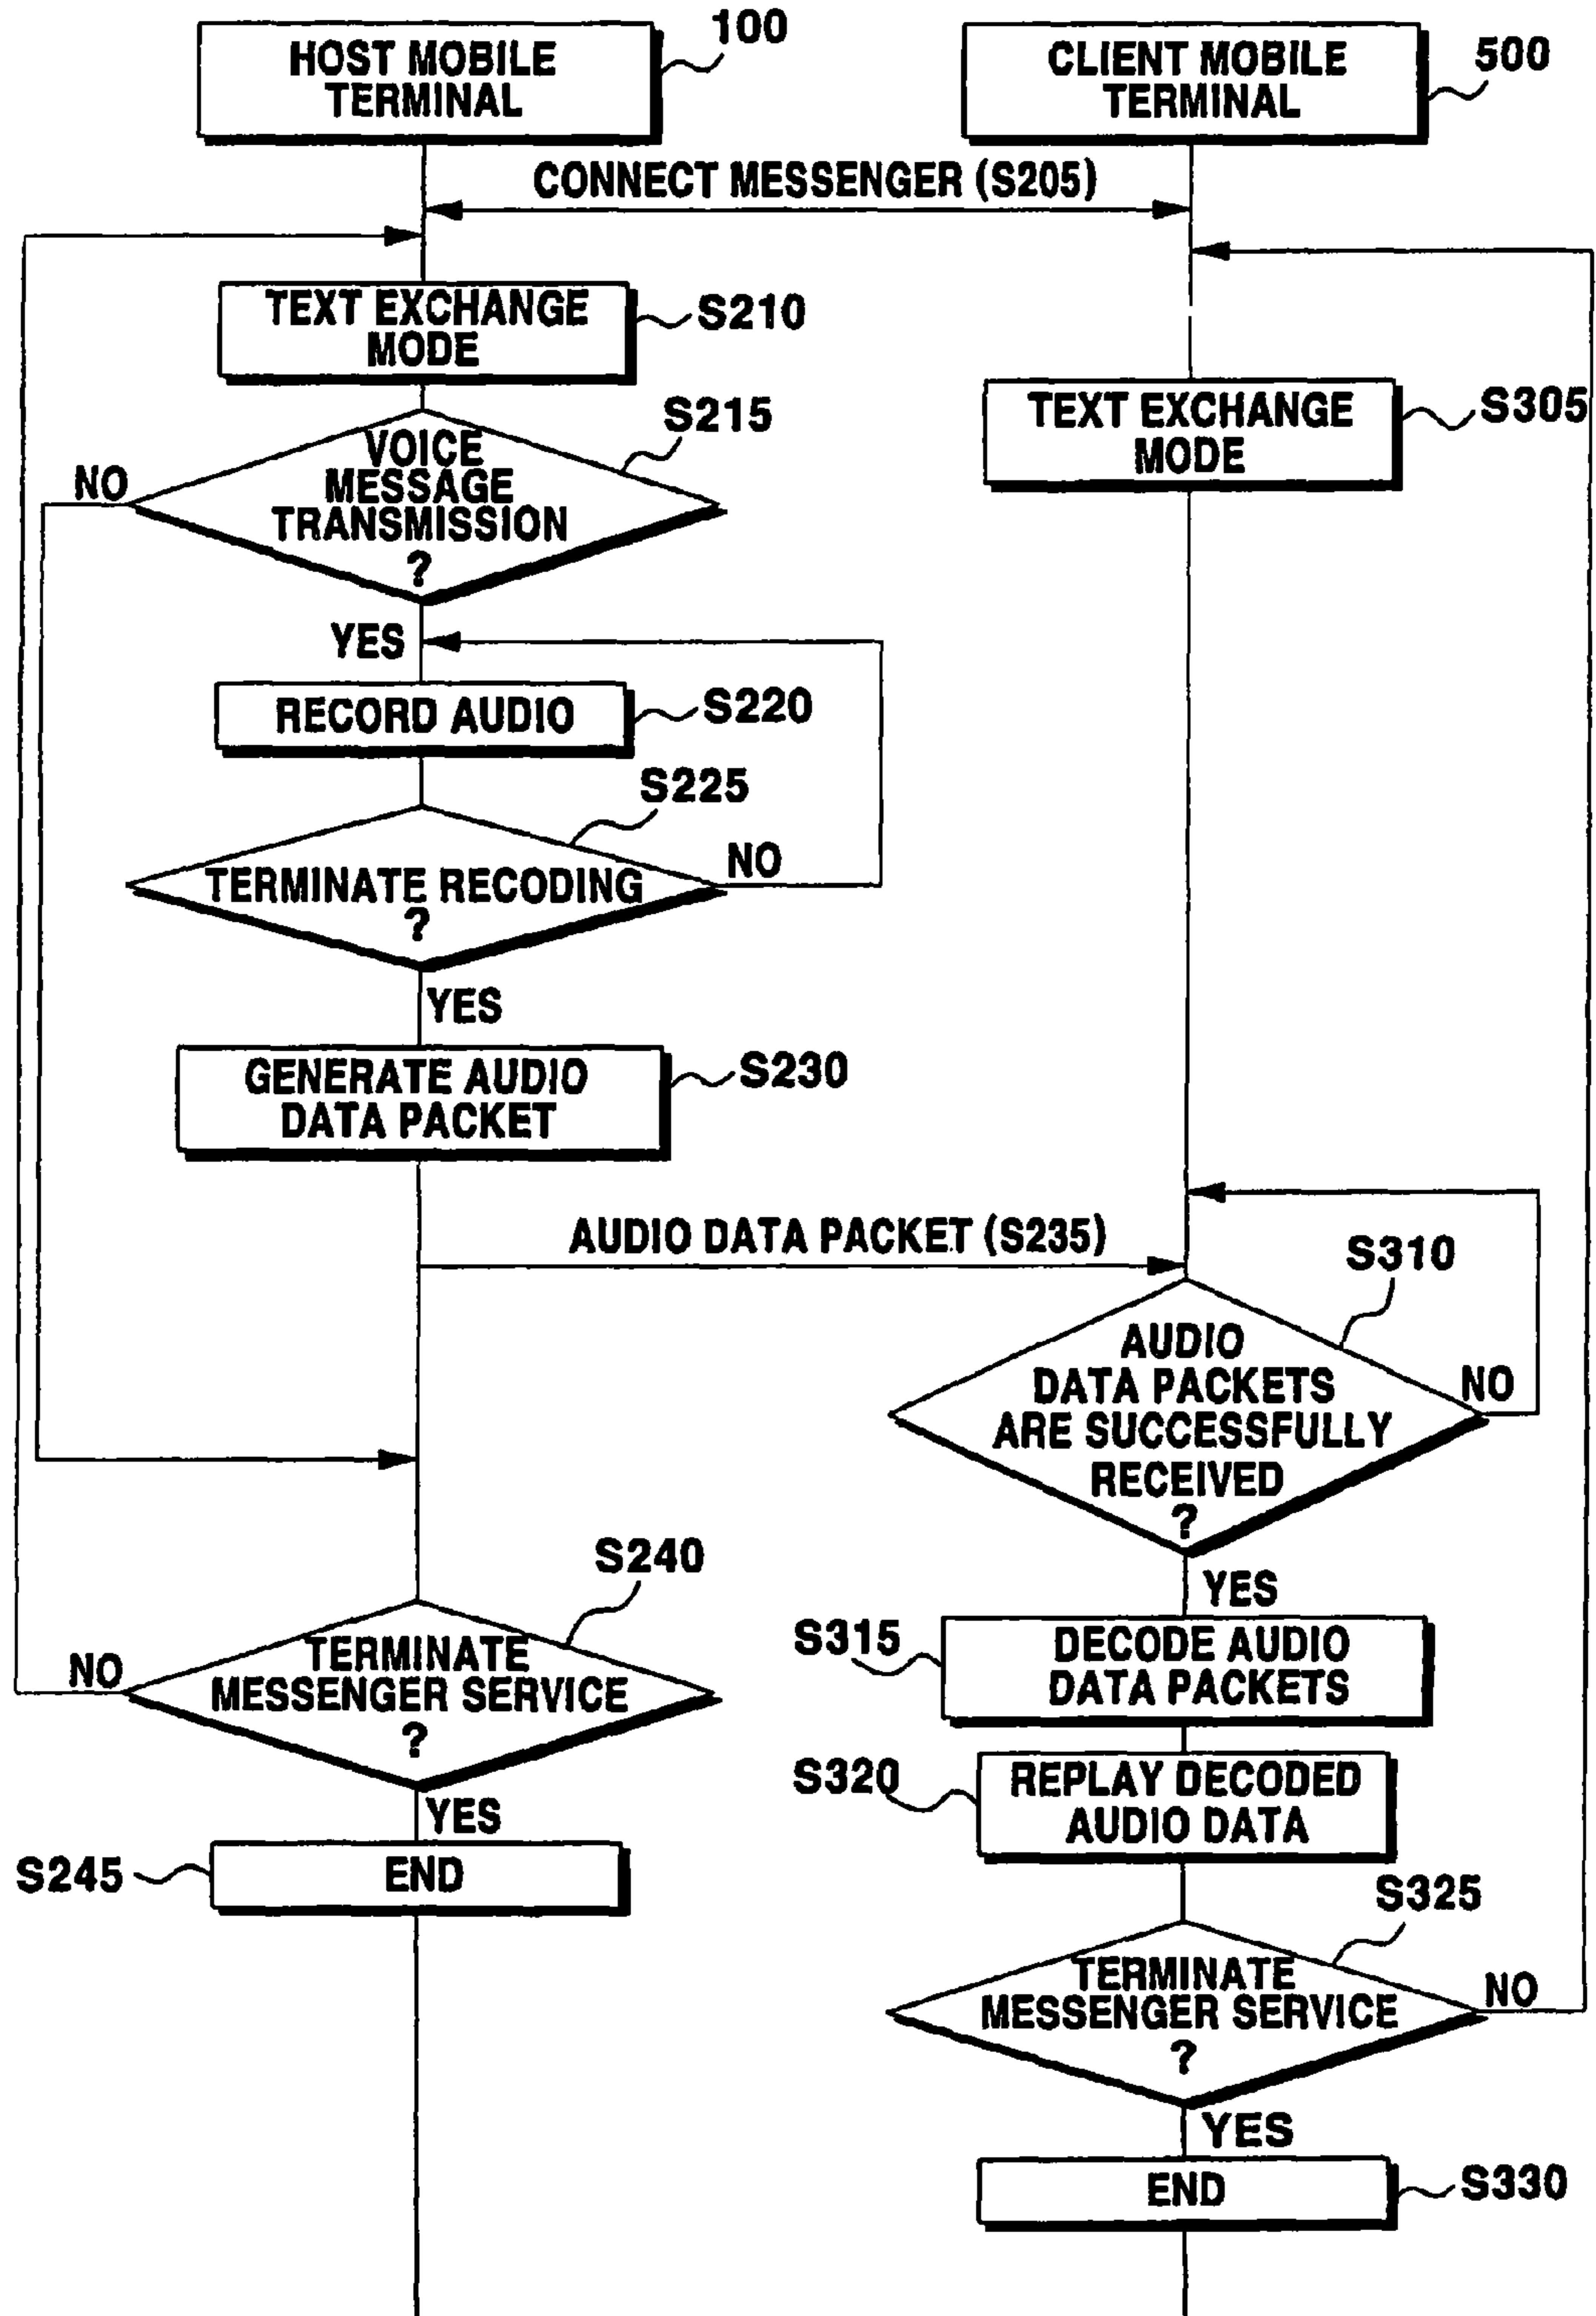 HOST MOBILE
TERMINAL
100
CLIENT MOBILE
TERMINAL
500
CONNECT MESSENGER (S205)
TEXT EXCHANGE
MODE
S210
TEXT EXCHANGE
MODE
S305
VOICE
MESSAGE
TRANSMISSION
?
S215
NO
YES
RECORD AUDIO
S220
TERMINATE RECODING
?
S225
NO
YES
GENERATE AUDIO
DATA PACKET
S230
AUDIO DATA PACKET (S235)
AUDIO
DATA PACKETS
ARE SUCCESSFULLY
RECEIVED
?
S310
NO
YES
TERMINATE
MESSENGER SERVICE
?
S240
NO
YES
S245
END
S315
DECODE AUDIO
DATA PACKETS
S320
REPLAY DECODED
AUDIO DATA
TERMINATE
MESSENGER SERVICE
?
S325
NO
YES
END
S330